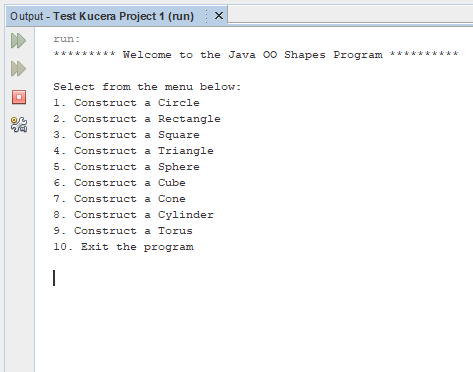 Output - Test Kucera Project 1 (run)
run:
********* Welcome to the Java OO Shapes Program **********
Select from the menu below:
1. Construct a Circle
2. Construct a Rectangle
3. Construct a Square
4. Construct a Triangle
5. Construct a Sphere
6. Construct a Cube
7. Construct a Cone
8. Construct a Cylinder
9. Construct a Torus
10. Exit the program